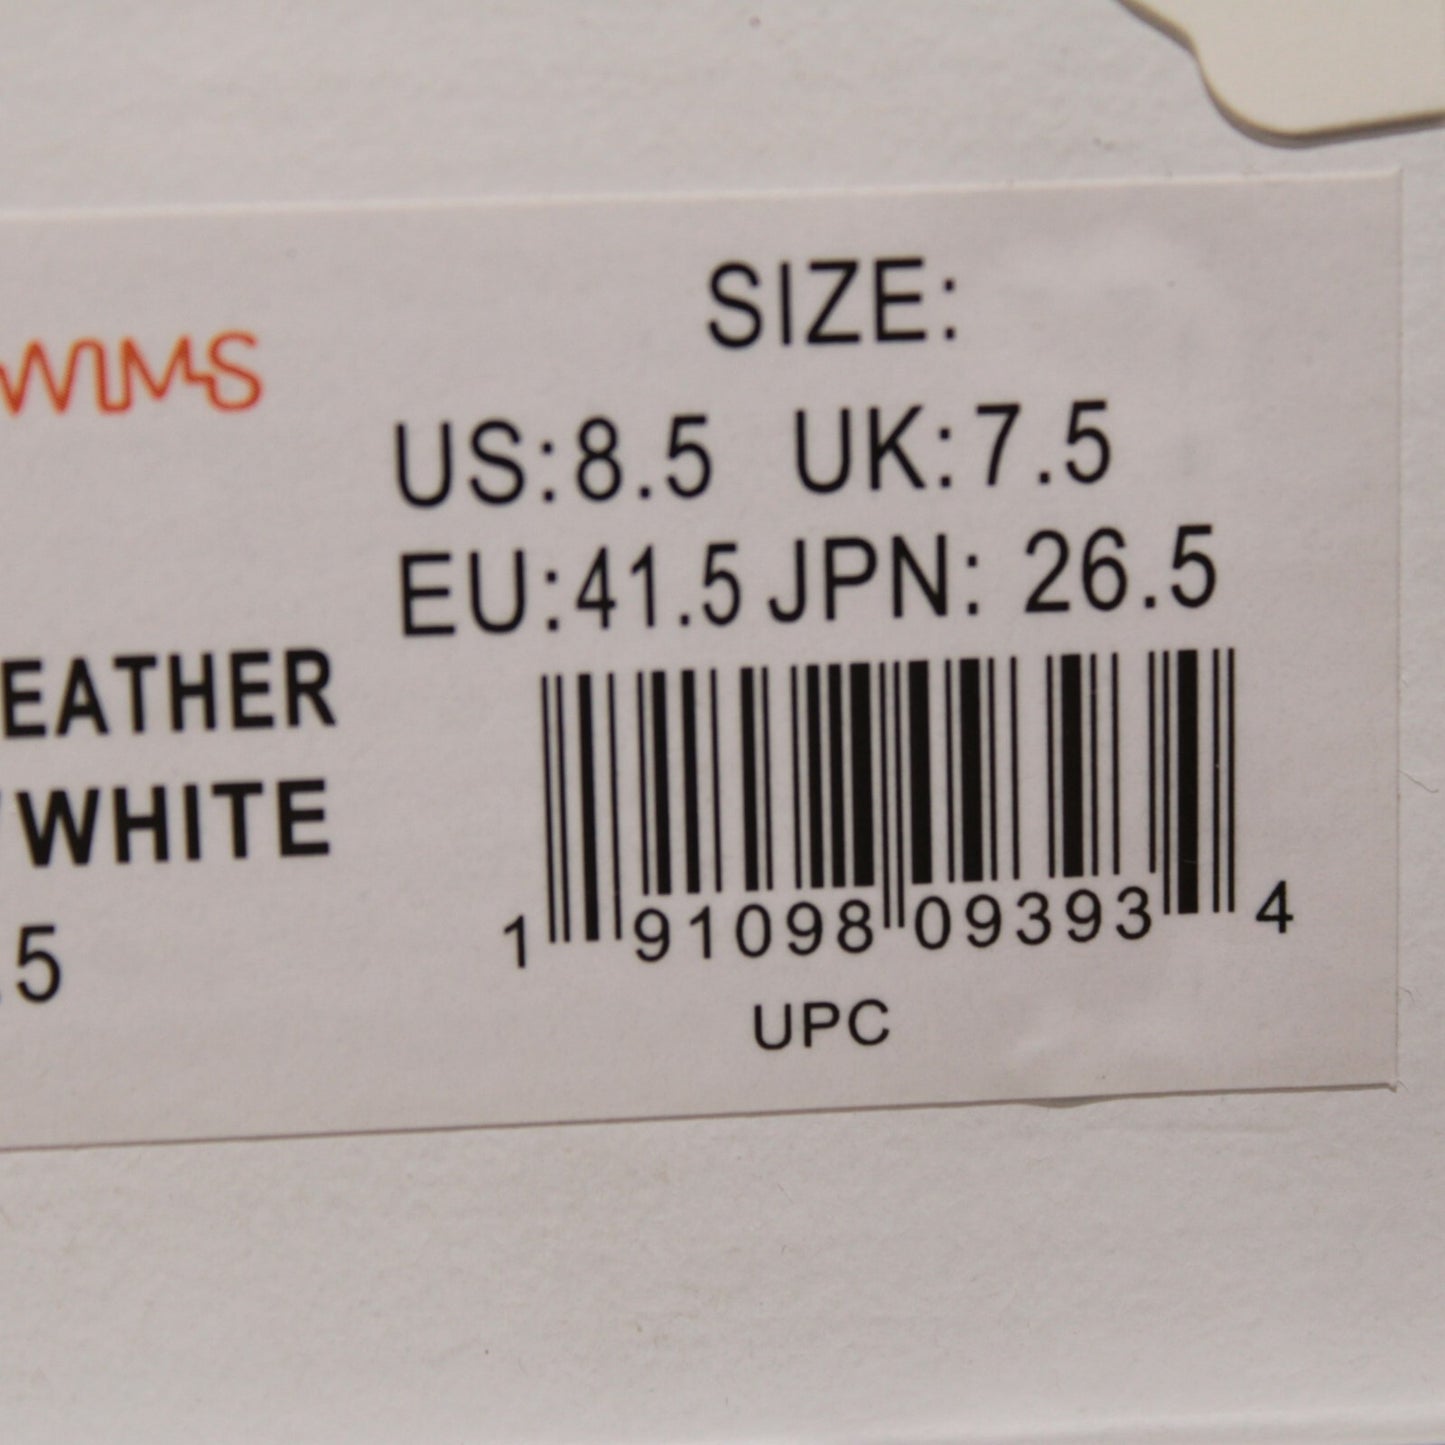 SIZE:
WIMS
US:8.5 UK:7.5
EU:41.5 JPN: 26.5
EATHER
WHITE
.5
1 91098 09393 4
UPC